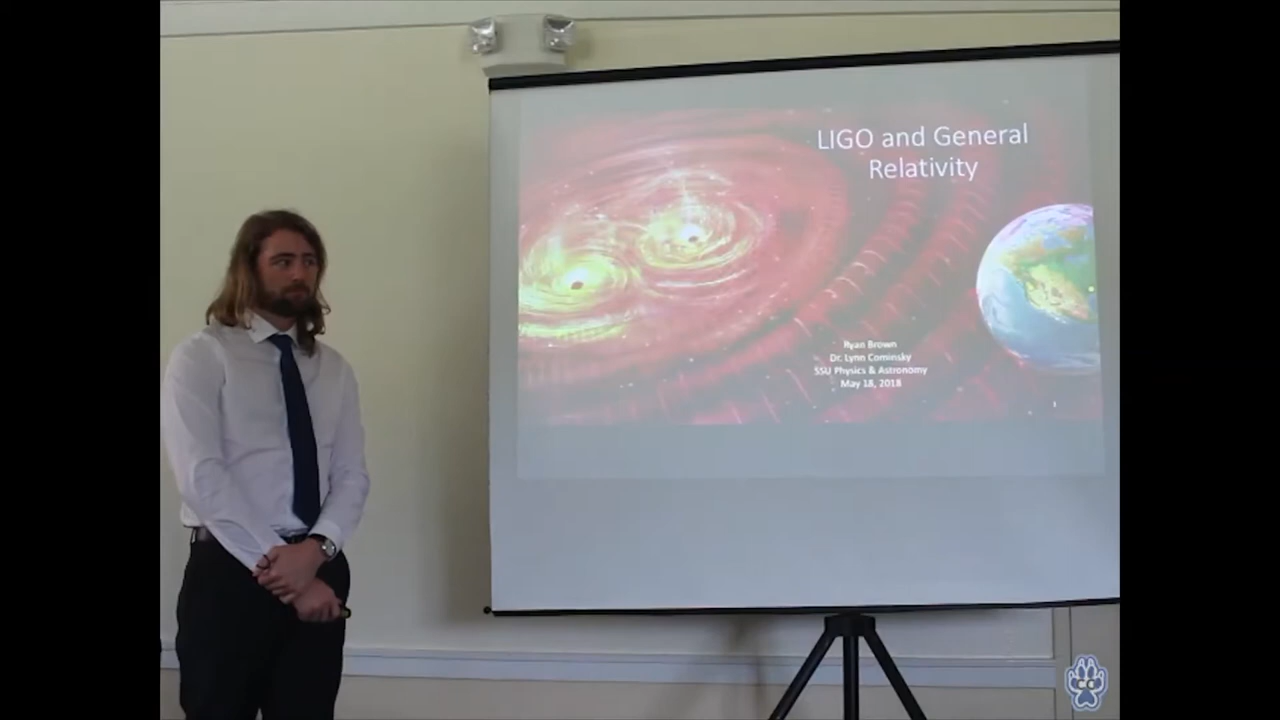 LIGO and General
Relativity
Ryan Brown
Dr. Lynn Cominsky
SSU Physics & Astronomy
May 18, 2018